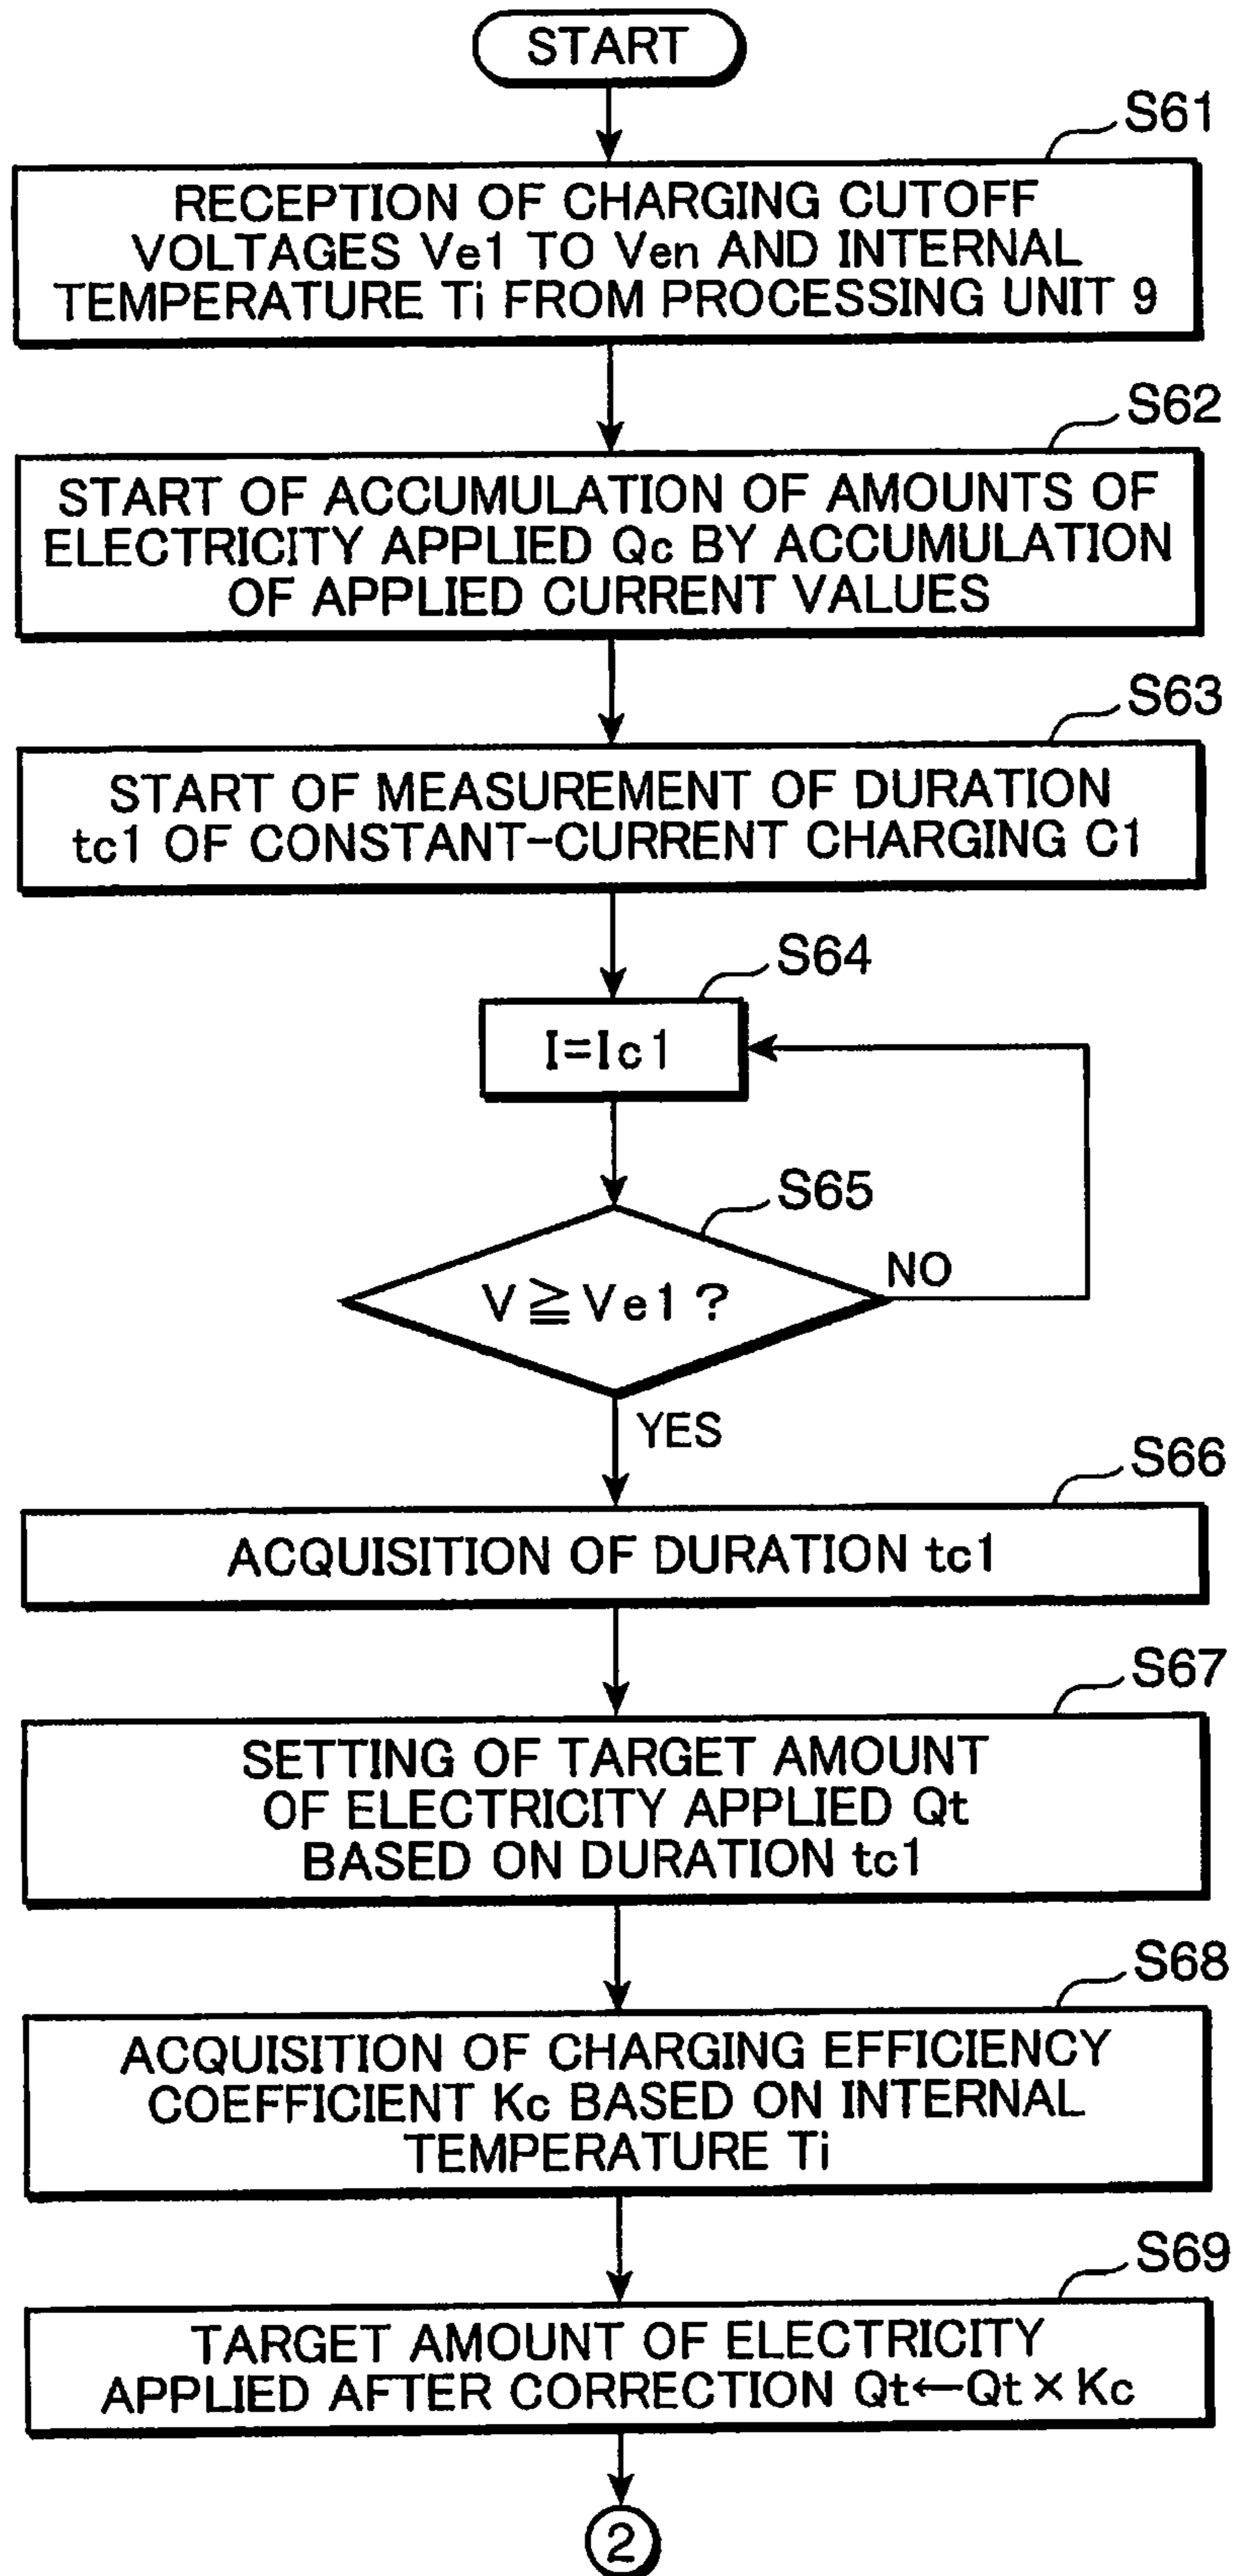 START
S61
RECEPTION OF CHARGING CUTOFF
VOLTAGES Ve1 TO Ven AND INTERNAL
TEMPERATURE Ti FROM PROCESSING UNIT 9
S62
START OF ACCUMULATION OF AMOUNTS OF
ELECTRICITY APPLIED Qc BY ACCUMULATION
OF APPLIED CURRENT VALUES
S63
START OF MEASUREMENT OF DURATION
tc1 OF CONSTANT-CURRENT CHARGING C1
S64
I=Ic1
S65
V≧Ve1?
NO
YES
S66
ACQUISITION OF DURATION tc1
S67
SETTING OF TARGET AMOUNT
OF ELECTRICITY APPLIED Qt
BASED ON DURATION tc1
S68
ACQUISITION OF CHARGING EFFICIENCY
COEFFICIENT Kc BASED ON INTERNAL
TEMPERATURE Ti
S69
TARGET AMOUNT OF ELECTRICITY
APPLIED AFTER CORRECTION Qt←Qt×Kc
2